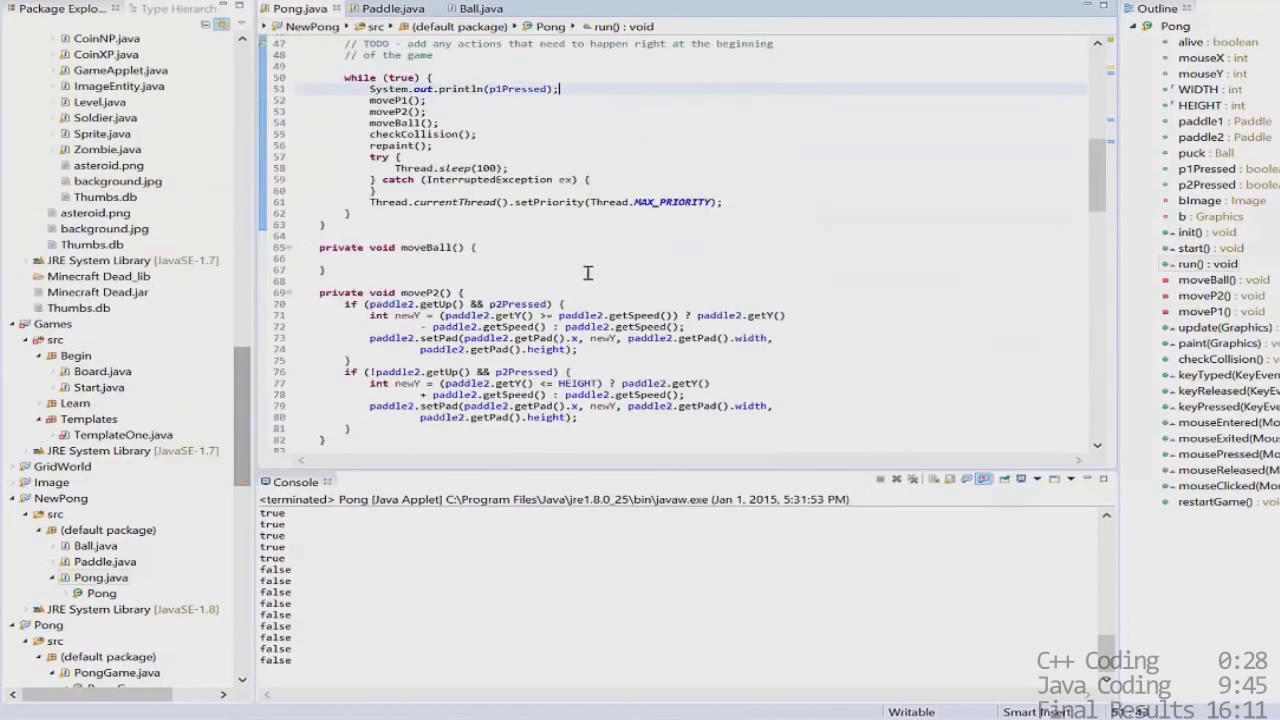 Package Explo...
Type Hierarch
CoinNP.java
CoinXP.java
GameApplet.java
ImageEntity.java
Level.java
Soldier.java
Sprite.java
Zombie.java
asteroid.png
background.jpg
Thumbs.db
asteroid.png
background.jpg
Thumbs.db
JRE System Library [JavaSE-1.7]
Minecraft Dead_lib
Minecraft Dead.jar
Thumbs.db
Games
src
Begin
Board.java
Start.java
Learn
Templates
TemplateOne.java
JRE System Library [JavaSE-1.7]
GridWorld
Image
NewPong
src
(default package)
Ball.java
Paddle.java
Pong.java
Pong
JRE System Library [JavaSE-1.8]
Pong
src
(default package)
PongGame.java
Pong.java
Paddle.java
Ball.java
NewPong
src
(default package)
Pong
run() : void
47 // TODO - add any actions that need to happen right at the beginning
48 // of the game
49
50 while (true) {
51 System.out.println(p1Pressed);
52 moveP1();
53 moveP2();
54 moveBall();
55 checkCollision();
56 repaint();
57 try {
58 Thread.sleep(100);
59 } catch (InterruptedException ex) {
60 }
61 Thread.currentThread().setPriority(Thread.MAX_PRIORITY);
62 }
63 }
64
65 private void moveBall() {
66
67 }
68
69 private void moveP2() {
70 if (paddle2.getUp() && p2Pressed) {
71 int newY = (paddle2.getY() >= paddle2.getSpeed()) ? paddle2.getY()
72 - paddle2.getSpeed() : paddle2.getSpeed();
73 paddle2.setPad(paddle2.getPad().x, newY, paddle2.getPad().width,
74 paddle2.getPad().height);
75 }
76 if (!paddle2.getUp() && p2Pressed) {
77 int newY = (paddle2.getY() <= HEIGHT) ? paddle2.getY()
78 + paddle2.getSpeed() : paddle2.getSpeed();
79 paddle2.setPad(paddle2.getPad().x, newY, paddle2.getPad().width,
80 paddle2.getPad().height);
81 }
82 }
Console
<terminated> Pong [Java Applet] C:\Program Files\Java\jre1.8.0_25\bin\javaw.exe (Jan 1, 2015, 5:31:53 PM)
true
true
true
true
true
false
false
false
false
false
false
false
false
false
Outline
Pong
alive : boolean
mouseX : int
mouseY : int
WIDTH : int
HEIGHT : int
paddle1 : Paddle
paddle2 : Paddle
puck : Ball
p1Pressed : boolean
p2Pressed : boolean
bImage : Image
b : Graphics
init() : void
start() : void
run() : void
moveBall() : void
moveP2() : void
moveP1() : void
update(Graphics)
paint(Graphics) : void
checkCollision() : void
keyTyped(KeyEvent
keyReleased(KeyEv
keyPressed(KeyEve
mouseEntered(Mou
mouseExited(Mouse
mousePressed(Mou
mouseReleased(Mo
mouseClicked(Mou
restartGame() : void
C++ Coding 0:28
Java Coding 9:45
Final Results 16:11
Writable
Smart Insert